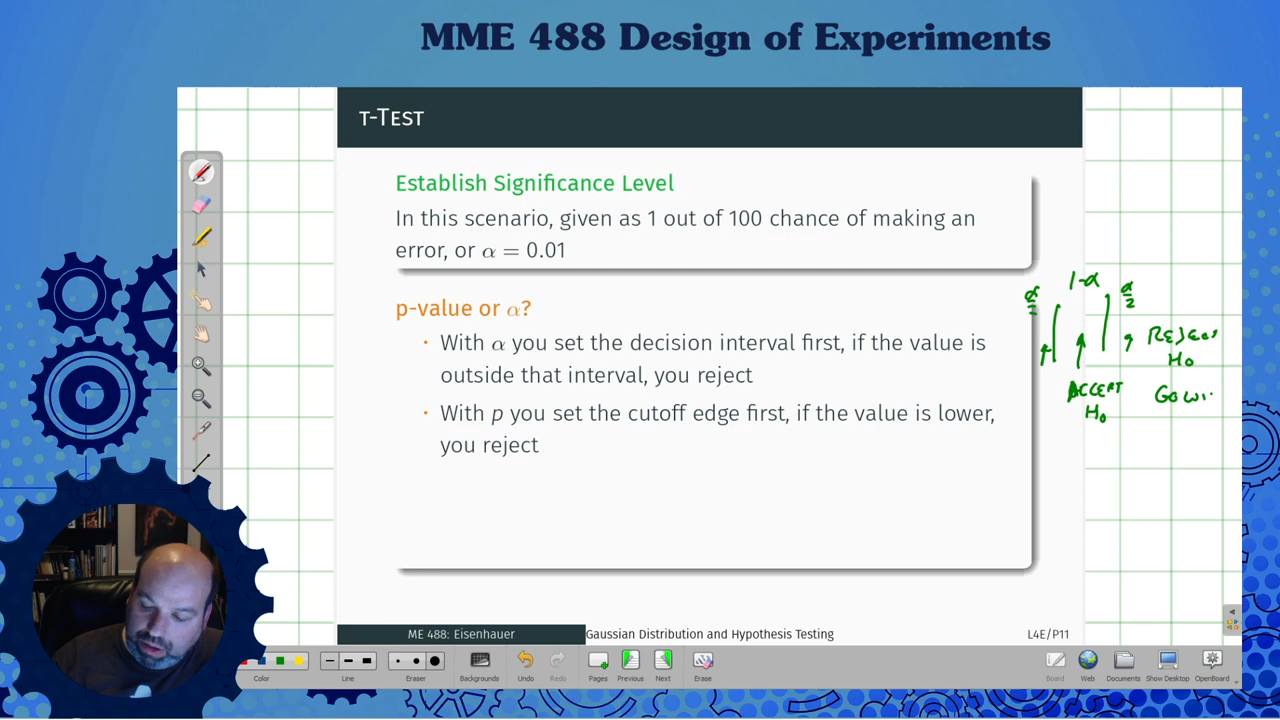 MME 488 Design of Experiments
T-TEST
Establish Significance Level
In this scenario, given as 1 out of 100 chance of making an
error, or α = 0.01
p-value or α?
· With α you set the decision interval first, if the value is
outside that interval, you reject
· With p you set the cutoff edge first, if the value is lower,
you reject
1-α
α/2
α/2
REJECT
H₀
ACCEPT
H₀
GO WI
ME 488: Eisenhauer
Gaussian Distribution and Hypothesis Testing
L4E/P11
Color
Line
Eraser
Backgrounds
Undo
Redo
Pages
Previous
Next
Erase
Board
Web
Documents
Show Desktop
OpenBoard